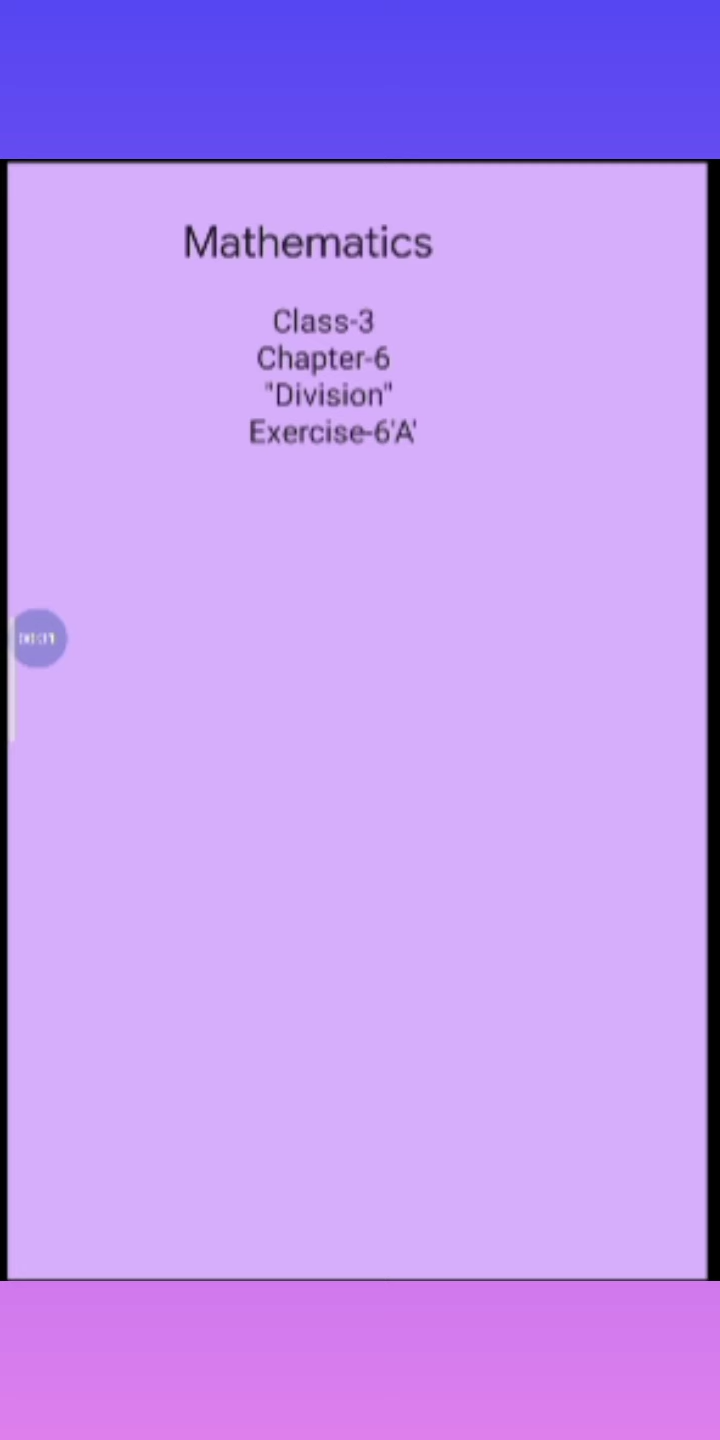 Mathematics
Class-3
Chapter-6
"Division"
Exercise-6'A'